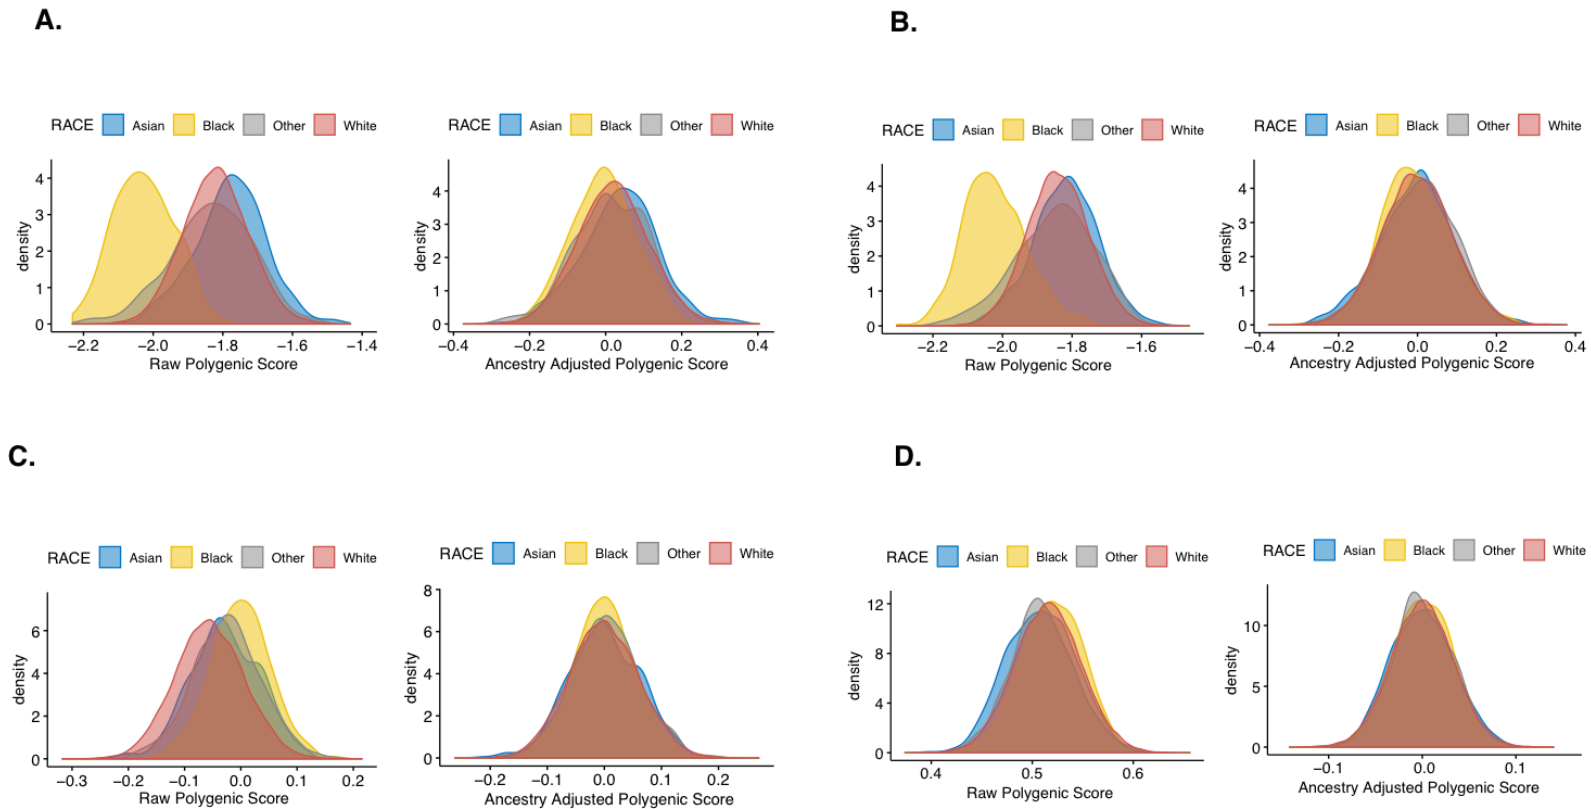 A.
B.
RACE Asian Black Other White
RACE Asian Black Other White
RACE Asian Black Other White
RACE Asian Black Other White
density
4
3
2
1
0
−2.2 −2.0 −1.8 −1.6 −1.4
Raw Polygenic Score
density
4
3
2
1
0
−0.4 −0.2 0.0 0.2 0.4
Ancestry Adjusted Polygenic Score
density
4
3
2
1
0
−2.2 −2.0 −1.8 −1.6
Raw Polygenic Score
density
4
3
2
1
0
−0.4 −0.2 0.0 0.2 0.4
Ancestry Adjusted Polygenic Score
C.
D.
RACE Asian Black Other White
RACE Asian Black Other White
RACE Asian Black Other White
RACE Asian Black Other White
density
6
4
2
0
−0.3 −0.2 −0.1 0.0 0.1 0.2
Raw Polygenic Score
density
8
6
4
2
0
−0.2 −0.1 0.0 0.1 0.2
Ancestry Adjusted Polygenic Score
density
12
8
4
0
0.4 0.5 0.6
Raw Polygenic Score
density
10
5
0
−0.1 0.0 0.1
Ancestry Adjusted Polygenic Score